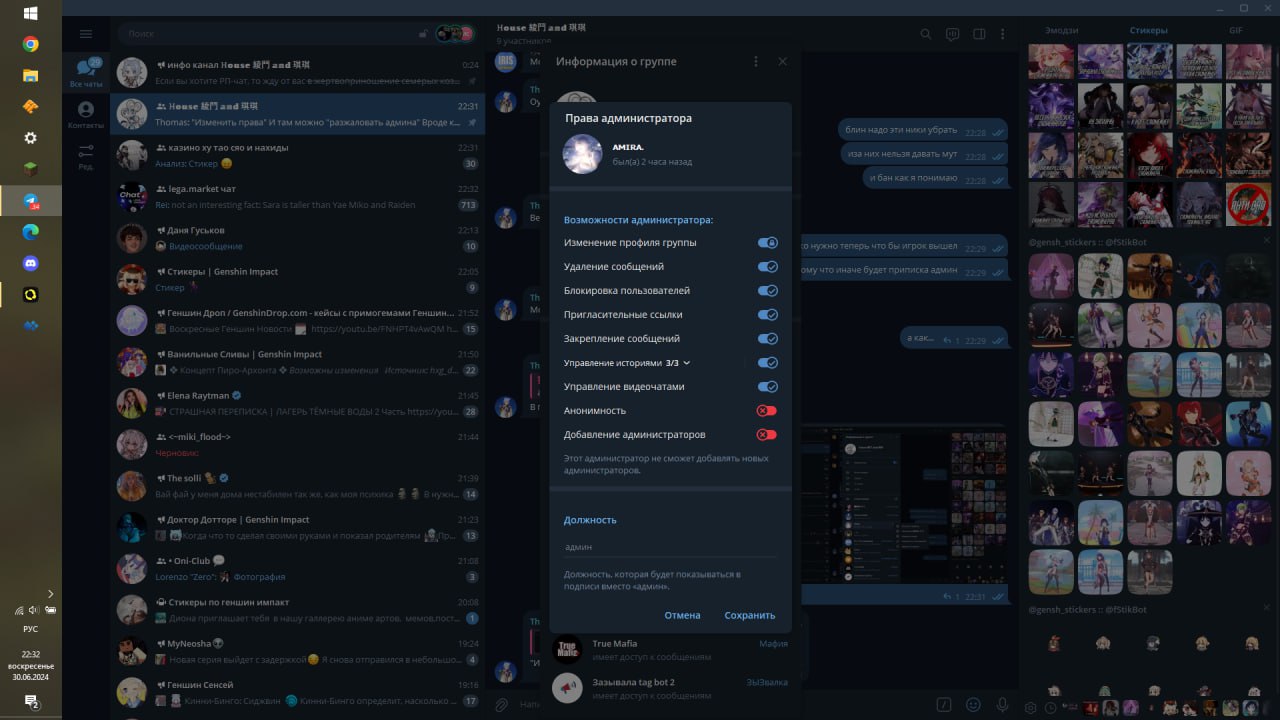 РУС
22:32
воскресенье
30.06.2024
29
Все чаты
Контакты
Ред.
Поиск
инфо канал House 綾門 and 琪琪
0:24
Если вы хотите РП-чат, то жду от вас в жертвоприношение семерых коз...
House 綾門 and 琪琪
22:31
Thomas: "Изменить права" И там можно "разжаловать админа" Вроде к...
казино ху тао сяо и нахиды
22:31
Анализ: Стикер
30
lega.market чат
22:32
Rei: not an interesting fact: Sara is taller than Yae Miko and Raiden
713
Даня Гуськов
22:13
Видеосообщение
10
Стикеры | Genshin Impact
22:05
Стикер
9
Геншин Дроп / GenshinDrop.com - кейсы с примогемами Геншин...
21:52
Воскресные Геншин Новости https://youtu.be/FNHPT4vAwQM h...
15
Ванильные Сливы | Genshin Impact
21:50
Концепт Пиро-Архонта Возможны изменения Источник: hxg_d...
22
Elena Raytman
21:45
СТРАШНАЯ ПЕРЕПИСКА | ЛАГЕРЬ ТЁМНЫЕ ВОДЫ 2 Часть https://you...
28
<~miki_flood~>
21:44
Черновик:
The solli
21:39
Вай фай у меня дома нестабилен так же, как моя психика В нужн...
14
Доктор Дотторе | Genshin Impact
21:23
Когда что то сделал своими руками и показал родителям (Пр...
13
• Oni-Club
21:08
Lorenzo "Zero": Фотография
3
Стикеры по геншин импакт
20:08
Диона приглашает тебя в нашу галлерею аниме артов. мемов,пост...
1
MyNeosha
19:24
Новая серия выйдет с задержкой Я снова отправился в небольшо...
4
Геншин Сенсей
19:16
Кинни-Бинго: Сиджвин Кинни-Бинго! Определит, насколько ...
17
House 綾門 and 琪琪
9 участников
IRIS
блин надо эти ники убрать 22:28
из-за них нельзя давать мут 22:28
и бан как я понимаю 22:28
ко нужно теперь что бы игрок вышел 22:29
ому что иначе будет приписка админ 22:29
а как... 1 22:29
1 22:31
Информация о группе
Права администратора
AMIRA.
был(а) 2 часа назад
Возможности администратора:
Изменение профиля группы
Удаление сообщений
Блокировка пользователей
Пригласительные ссылки
Закрепление сообщений
Управление историями 3/3
Управление видеочатами
Анонимность
Добавление администраторов
Этот администратор не сможет добавлять новых
администраторов.
Должность
админ
Должность, которая будет показываться в
подписи вместо «админ».
Отмена
Сохранить
True Mafia
Мафия
имеет доступ к сообщениям
Зазывала tag bot 2
ЗЫЗвалка
имеет доступ к сообщениям
Эмодзи
Стикеры
GIF
@gensh_stickers :: @fStikBot
@gensh_stickers :: @fStikBot